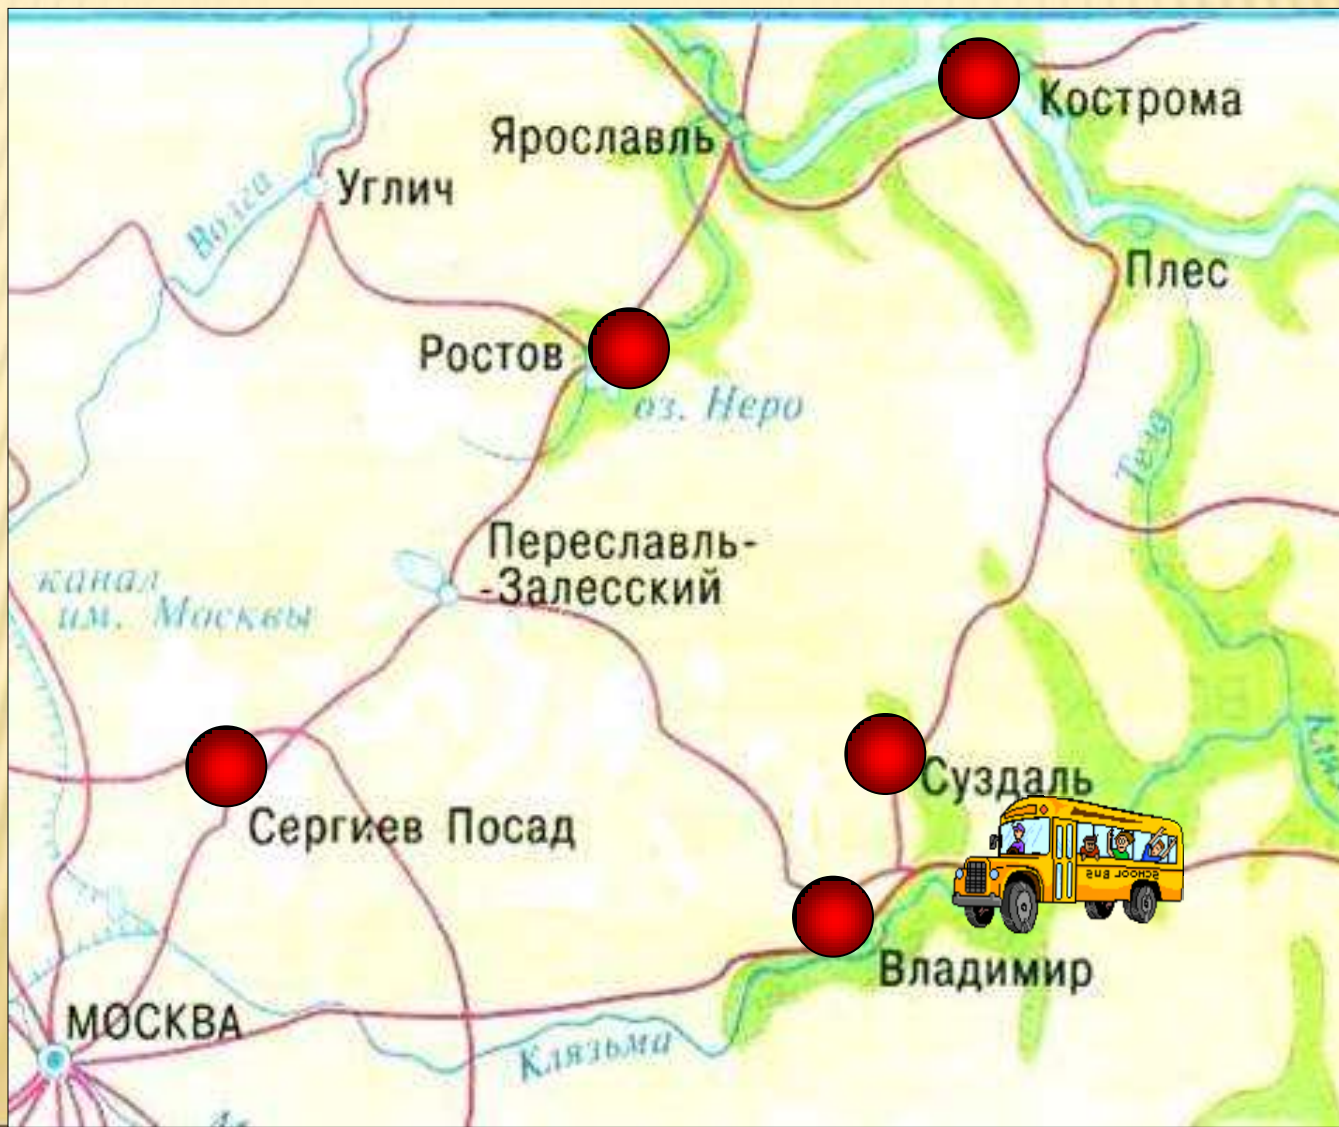 Кострома
Ярославль
Углич
Волга
Плес
Ростов
оз. Неро
Теза
Переславль-
-Залесский
канал
им. Москвы
Суздаль
Сергиев Посад
SCHOOL BUS
Владимир
МОСКВА
Клязьма